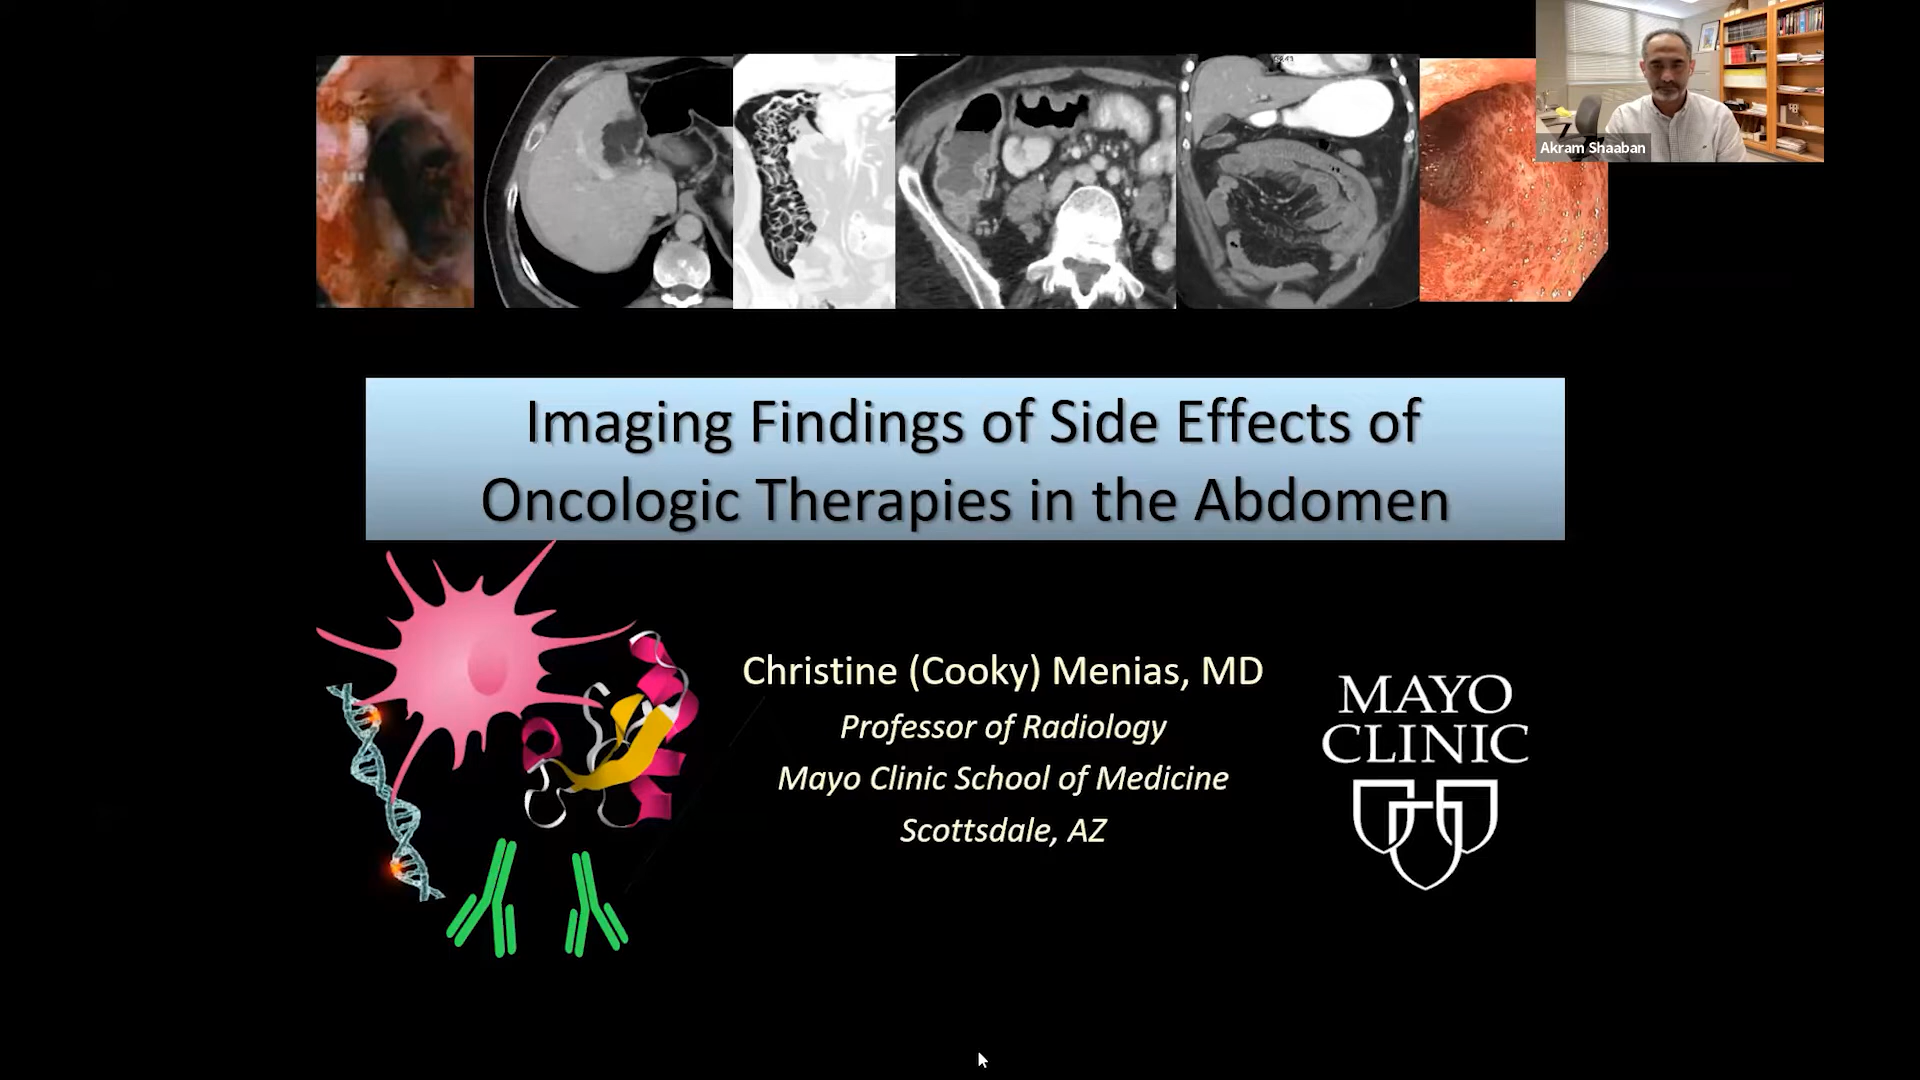 Akram Shaaban
Imaging Findings of Side Effects of
Oncologic Therapies in the Abdomen
Christine (Cooky) Menias, MD
Professor of Radiology
Mayo Clinic School of Medicine
Scottsdale, AZ
MAYO
CLINIC